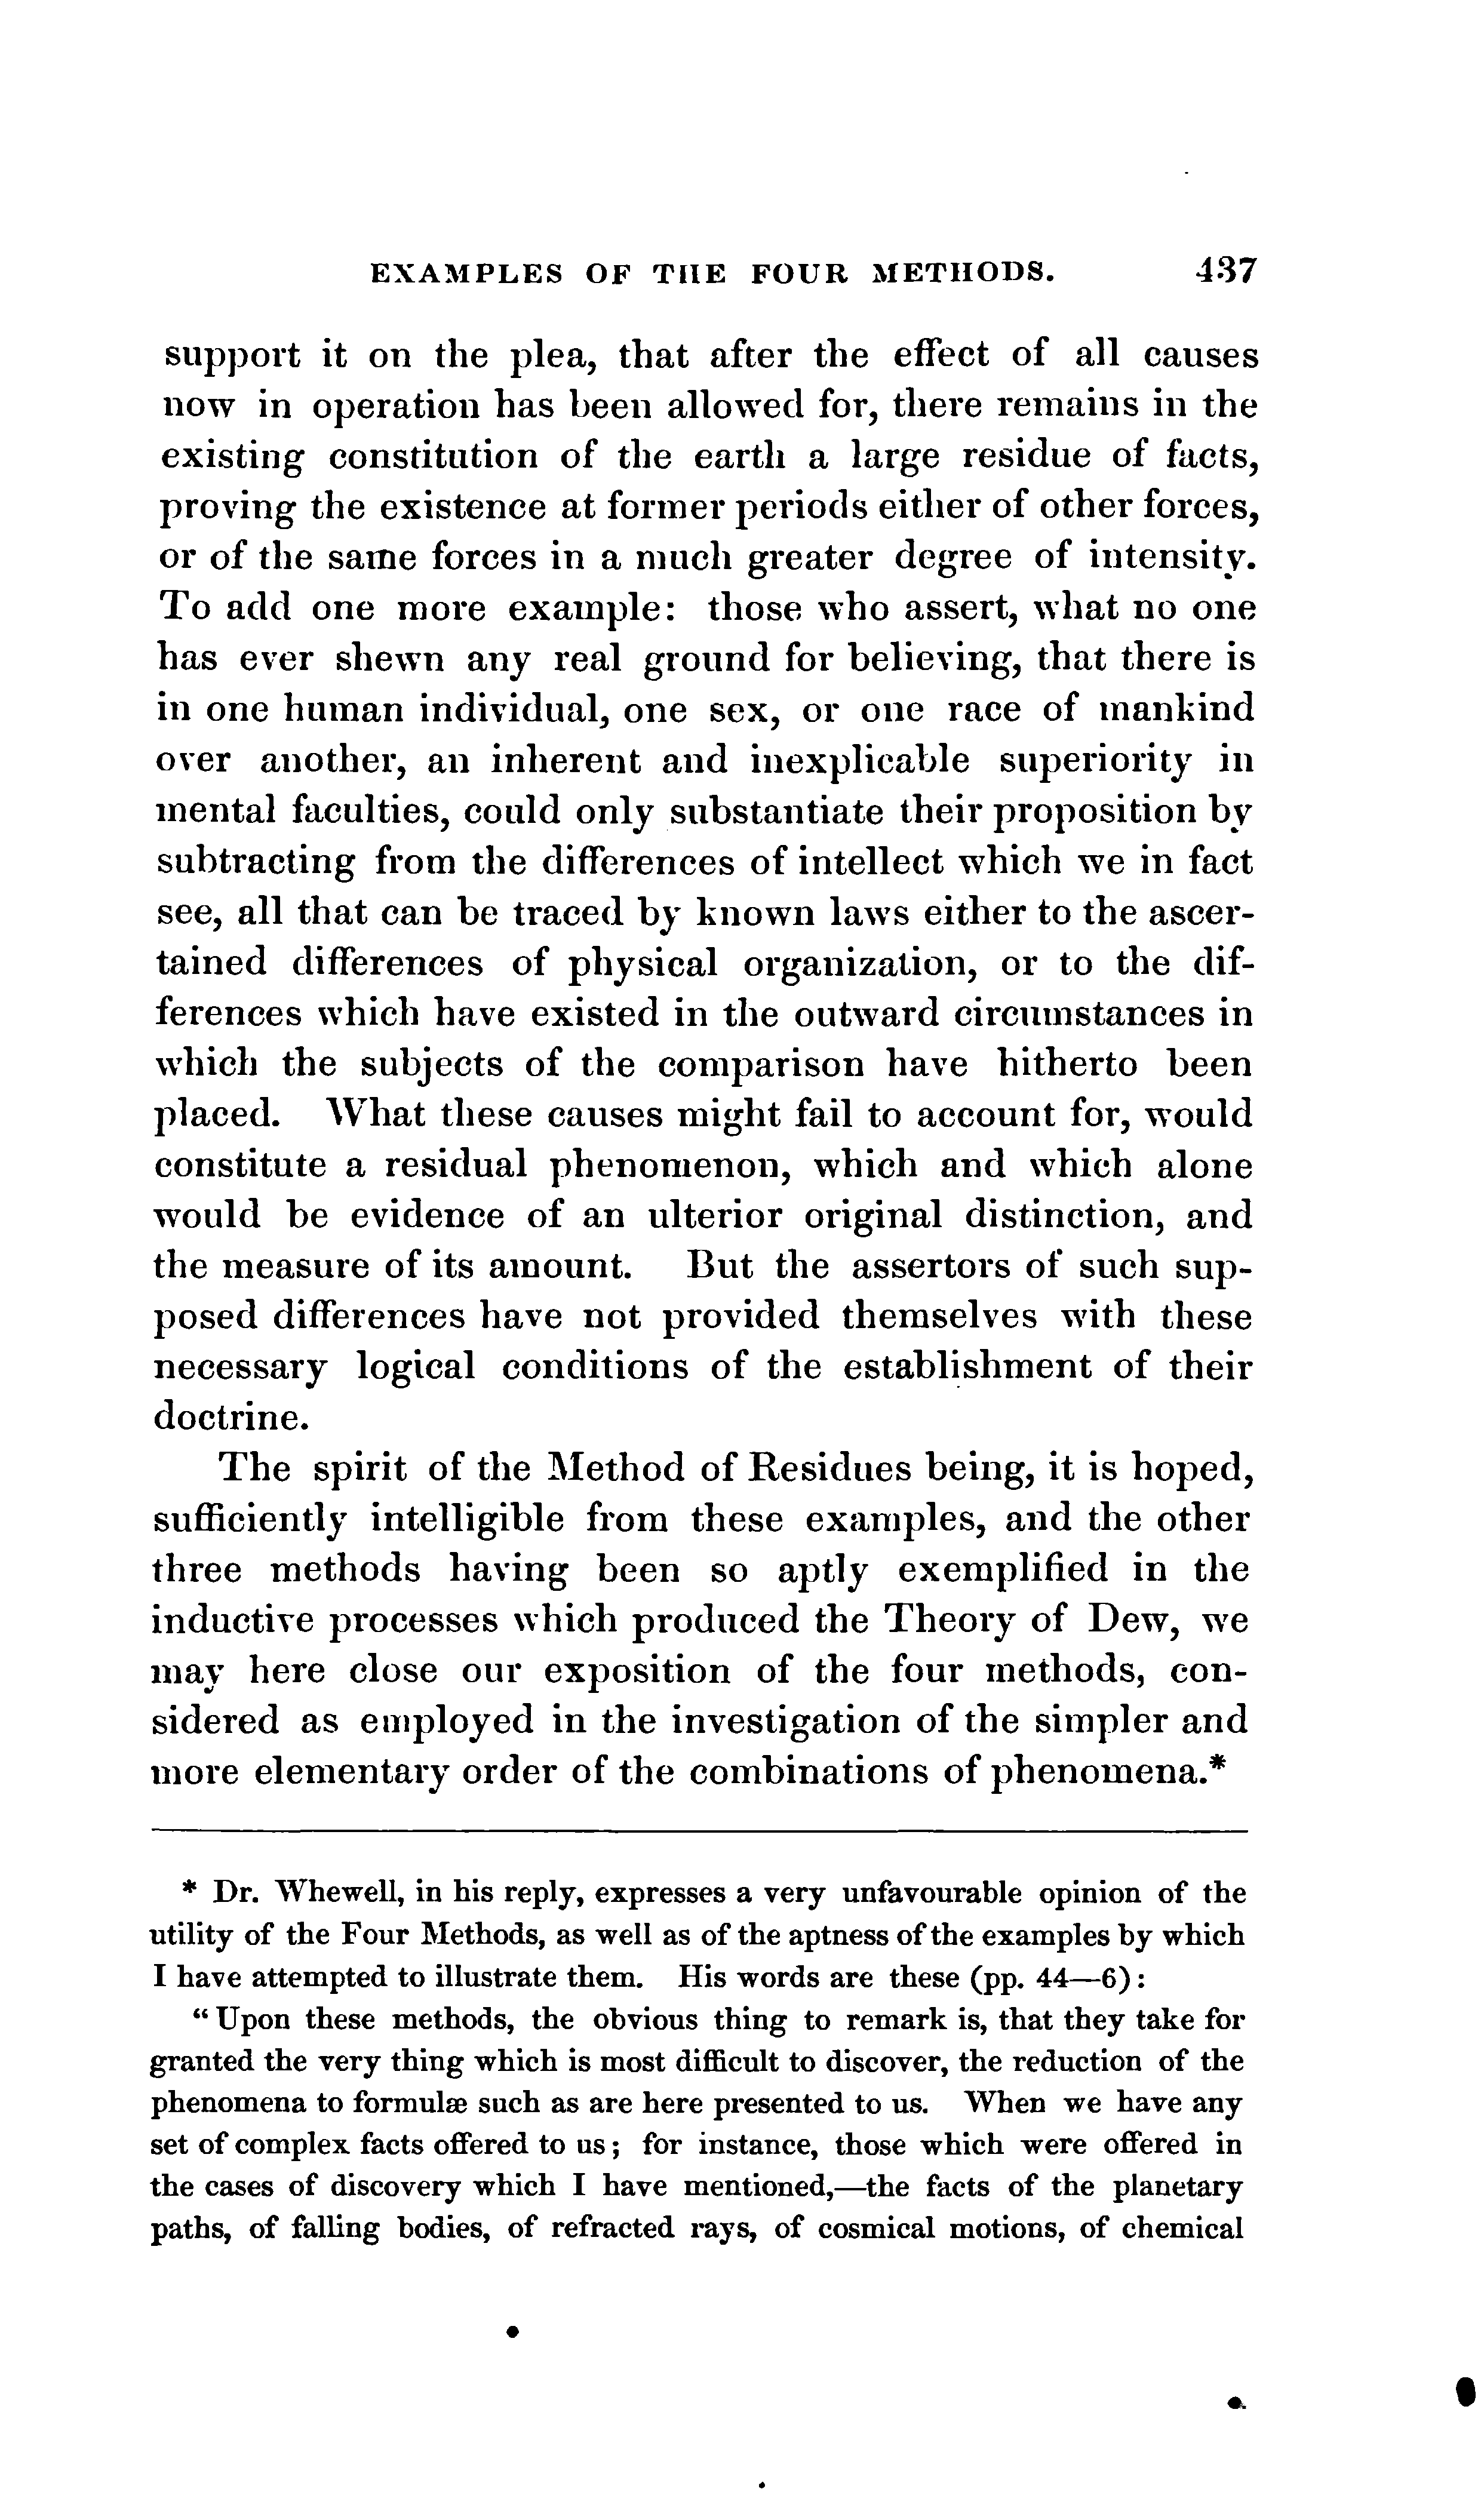 EXAMPLES OF THE FOUR METHODS. 437
support it on the plea, that after the effect of all causes
now in operation has been allowed for, there remains in the
existing constitution of the earth a large residue of facts,
proving the existence at former periods either of other forces,
or of the same forces in a much greater degree of intensity.
To add one more example: those who assert, what no one
has ever shewn any real ground for believing, that there is
in one human individual, one sex, or one race of mankind
over another, an inherent and inexplicable superiority in
mental faculties, could only substantiate their proposition by
subtracting from the differences of intellect which we in fact
see, all that can be traced by known laws either to the ascer-
tained differences of physical organization, or to the dif-
ferences which have existed in the outward circumstances in
which the subjects of the comparison have hitherto been
placed. What these causes might fail to account for, would
constitute a residual phenomenon, which and which alone
would be evidence of an ulterior original distinction, and
the measure of its amount. But the assertors of such sup-
posed differences have not provided themselves with these
necessary logical conditions of the establishment of their
doctrine.
The spirit of the Method of Residues being, it is hoped,
sufficiently intelligible from these examples, and the other
three methods having been so aptly exemplified in the
inductive processes which produced the Theory of Dew, we
may here close our exposition of the four methods, con-
sidered as employed in the investigation of the simpler and
more elementary order of the combinations of phenomena.*
* Dr. Whewell, in his reply, expresses a very unfavourable opinion of the
utility of the Four Methods, as well as of the aptness of the examples by which
I have attempted to illustrate them. His words are these (pp. 44—6):
“Upon these methods, the obvious thing to remark is, that they take for
granted the very thing which is most difficult to discover, the reduction of the
phenomena to formulæ such as are here presented to us. When we have any
set of complex facts offered to us; for instance, those which were offered in
the cases of discovery which I have mentioned,—the facts of the planetary
paths, of falling bodies, of refracted rays, of cosmical motions, of chemical